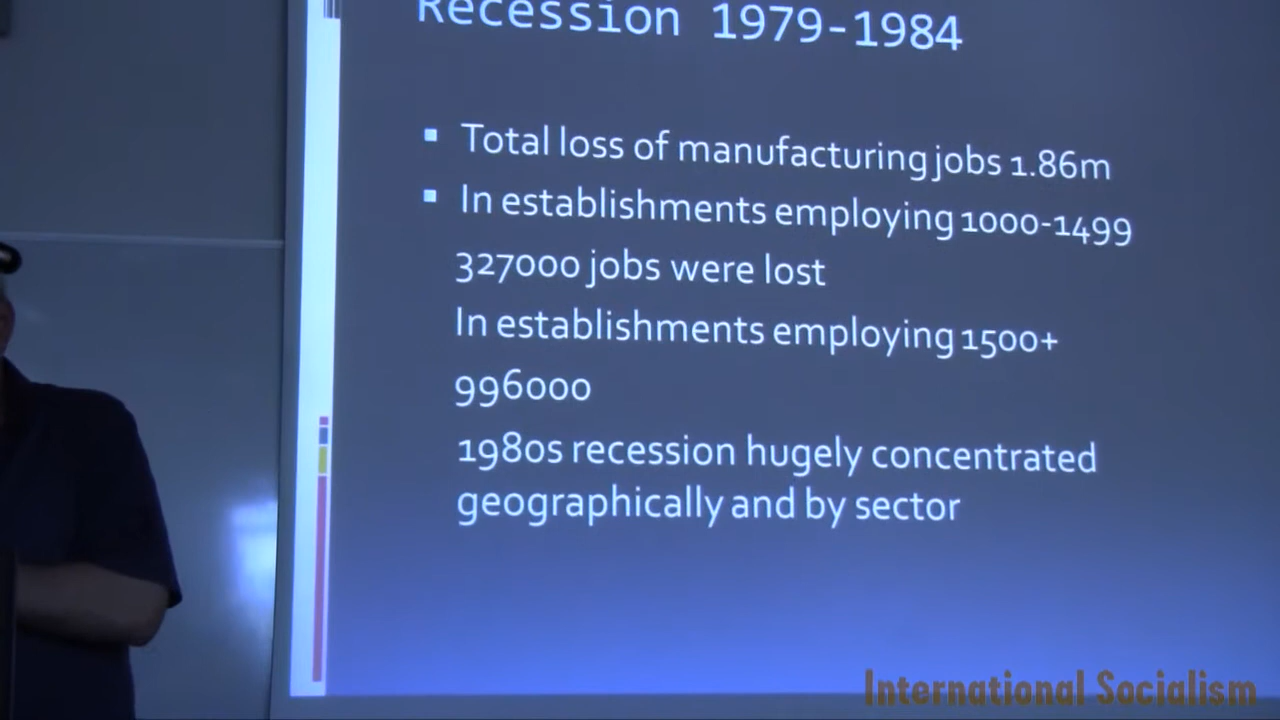 Recession 1979-1984
Total loss of manufacturing jobs 1.86m
In establishments employing 1000-1499
327000 jobs were lost
In establishments employing 1500+
996000
1980s recession hugely concentrated
geographically and by sector
International Socialism